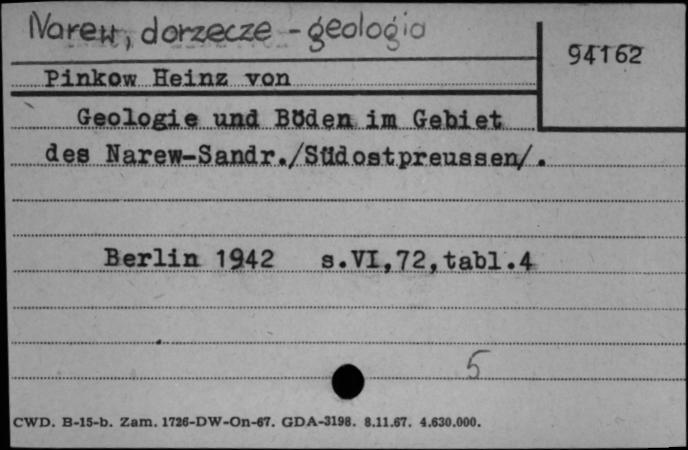 Narew, dorzecze - geologia
94162
Pinkow Heinz von
Geologie und Böden im Gebiet
des Narew-Sandr./Südostpreussen/.
Berlin 1942 s.VI,72,tabl.4
5
CWD. B-15-b. Zam. 1726-DW-On-67. GDA-3198. 8.11.67. 4.630.000.